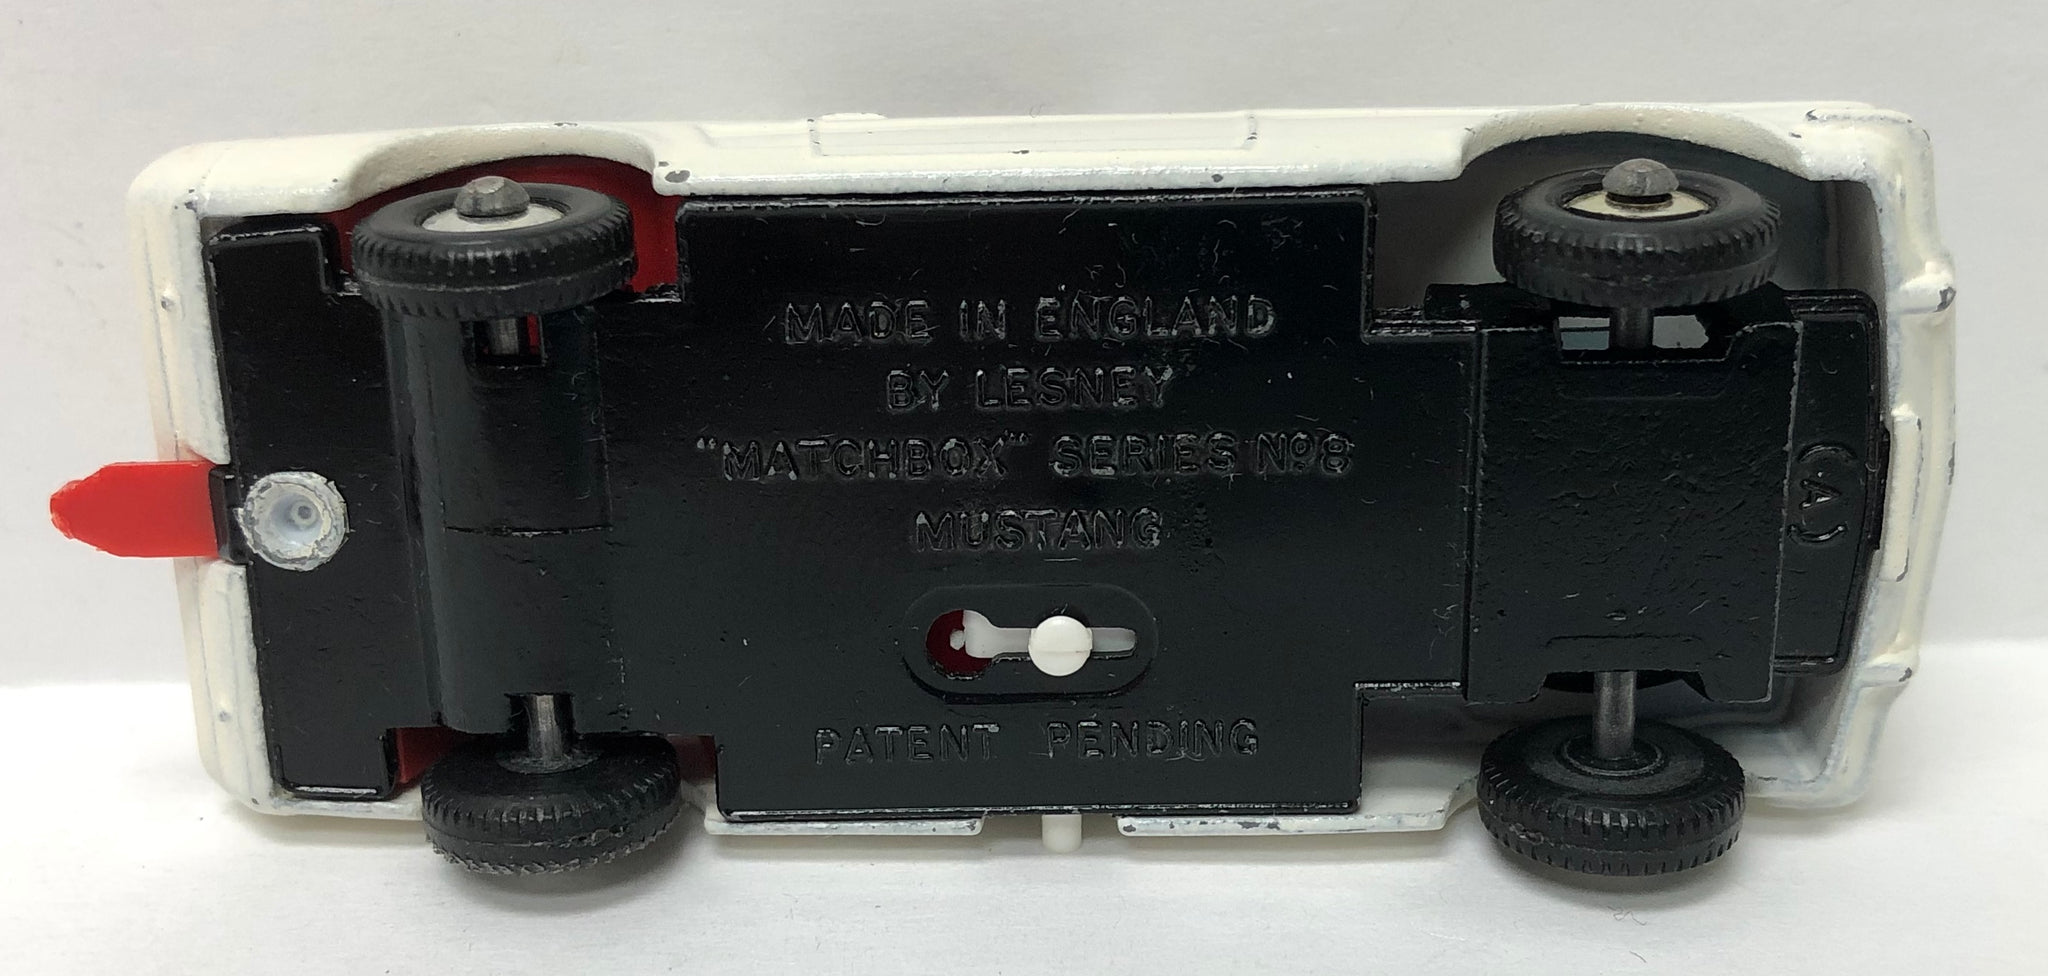 MADE IN ENGLAND
BY LESNEY
"MATCHBOX" SERIES Nº8
MUSTANG
PATENT PENDING
(A)